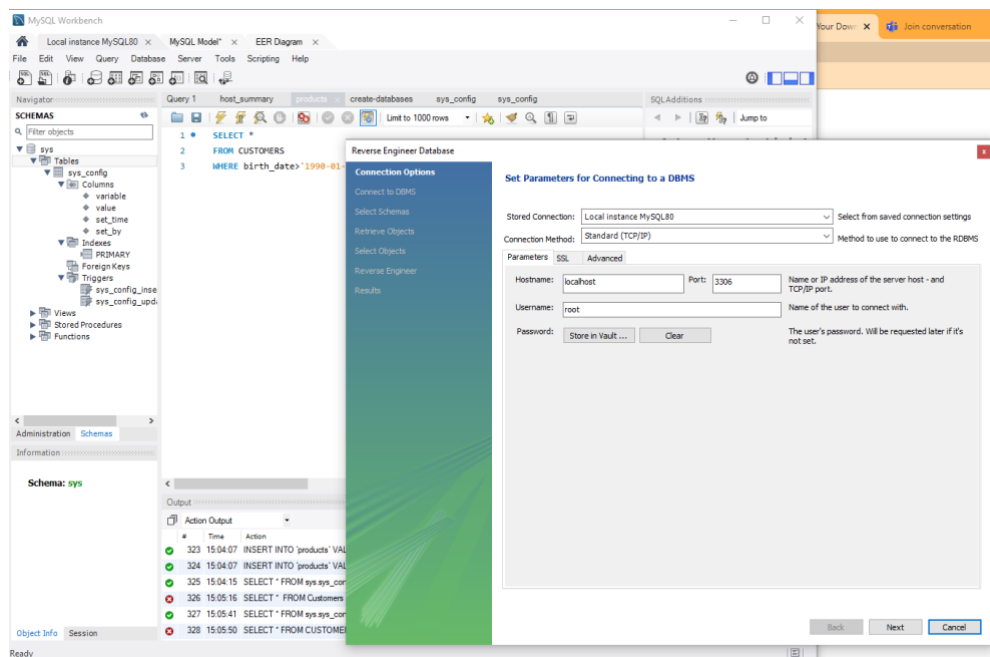 MySQL Workbench
Your Dow
Join conversation
Local instance MySQL80
MySQL Model*
EER Diagram
File Edit View Query Database Server Tools Scripting Help
Navigator
Query 1 host_summary products create-databases sys_config sys_config
SQLAdditions
SCHEMAS
Filter objects
Limit to 1000 rows
Jump to
sys
Tables
sys_config
Columns
variable
value
set_time
set_by
Indexes
PRIMARY
Foreign Keys
Triggers
sys_config_inse
sys_config_upd
Views
Stored Procedures
Functions
1 SELECT *
2 FROM CUSTOMERS
3 WHERE birth_date>'1990-01-
Administration Schemas
Information
Schema: sys
Object Info Session
Ready
Output
Action Output
# Time Action
323 15:04:07 INSERT INTO `products` VAL
324 15:04:07 INSERT INTO `products` VAL
325 15:04:15 SELECT * FROM sys.sys_con
326 15:05:16 SELECT * FROM Customers
327 15:05:41 SELECT * FROM sys.sys_con
328 15:05:50 SELECT * FROM CUSTOME
Reverse Engineer Database
Connection Options
Connect to DBMS
Select Schemas
Retrieve Objects
Select Objects
Reverse Engineer
Results
Set Parameters for Connecting to a DBMS
Stored Connection: Local instance MySQL80 Select from saved connection settings
Connection Method: Standard (TCP/IP) Method to use to connect to the RDBMS
Parameters SSL Advanced
Hostname: localhost Port: 3306 Name or IP address of the server host - and
TCP/IP port.
Username: root Name of the user to connect with.
Password: Store in Vault ... Clear The user's password. Will be requested later if it's
not set.
Back Next Cancel